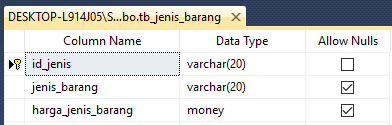 DESKTOP-L914J05\S...bo.tb_jenis_barang
Column Name Data Type Allow Nulls
id_jenis varchar(20)
jenis_barang varchar(20)
harga_jenis_barang money